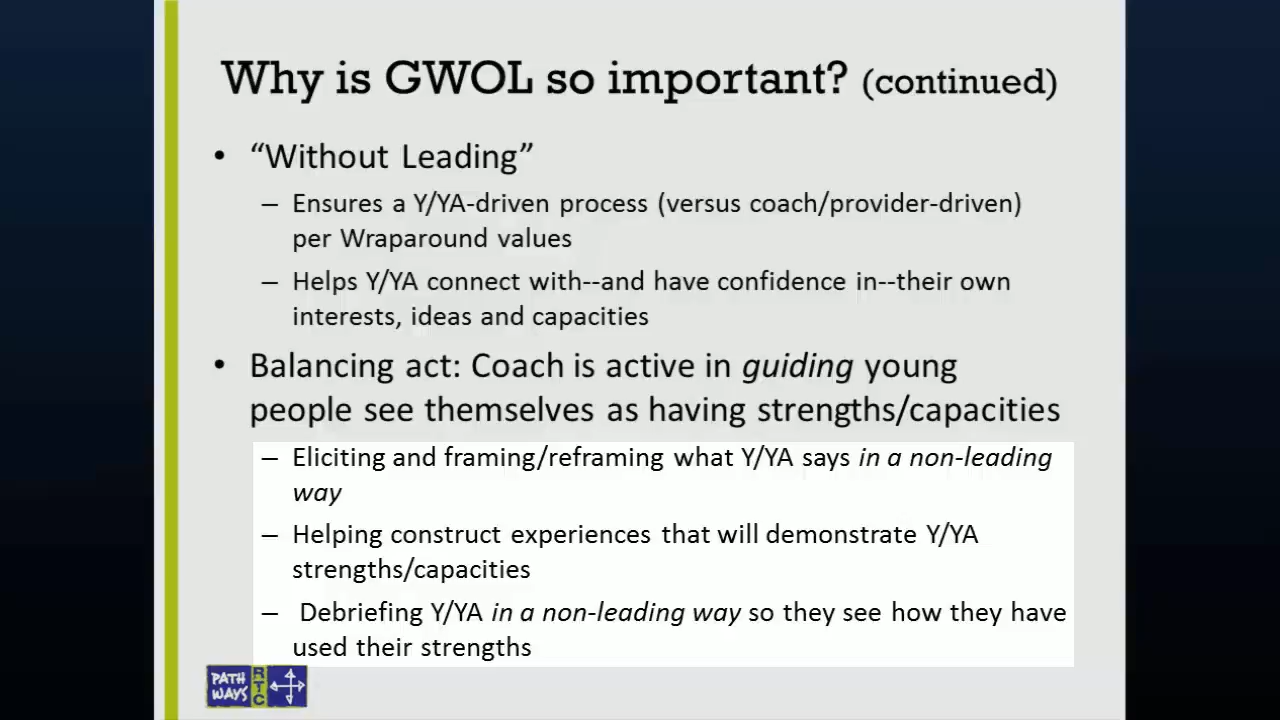 Why is GWOL so important? (continued)
• “Without Leading”
– Ensures a Y/YA-driven process (versus coach/provider-driven)
per Wraparound values
– Helps Y/YA connect with--and have confidence in--their own
interests, ideas and capacities
• Balancing act: Coach is active in guiding young
people see themselves as having strengths/capacities
– Eliciting and framing/reframing what Y/YA says in a non-leading
way
– Helping construct experiences that will demonstrate Y/YA
strengths/capacities
– Debriefing Y/YA in a non-leading way so they see how they have
used their strengths
PATH
WAYS
RTC